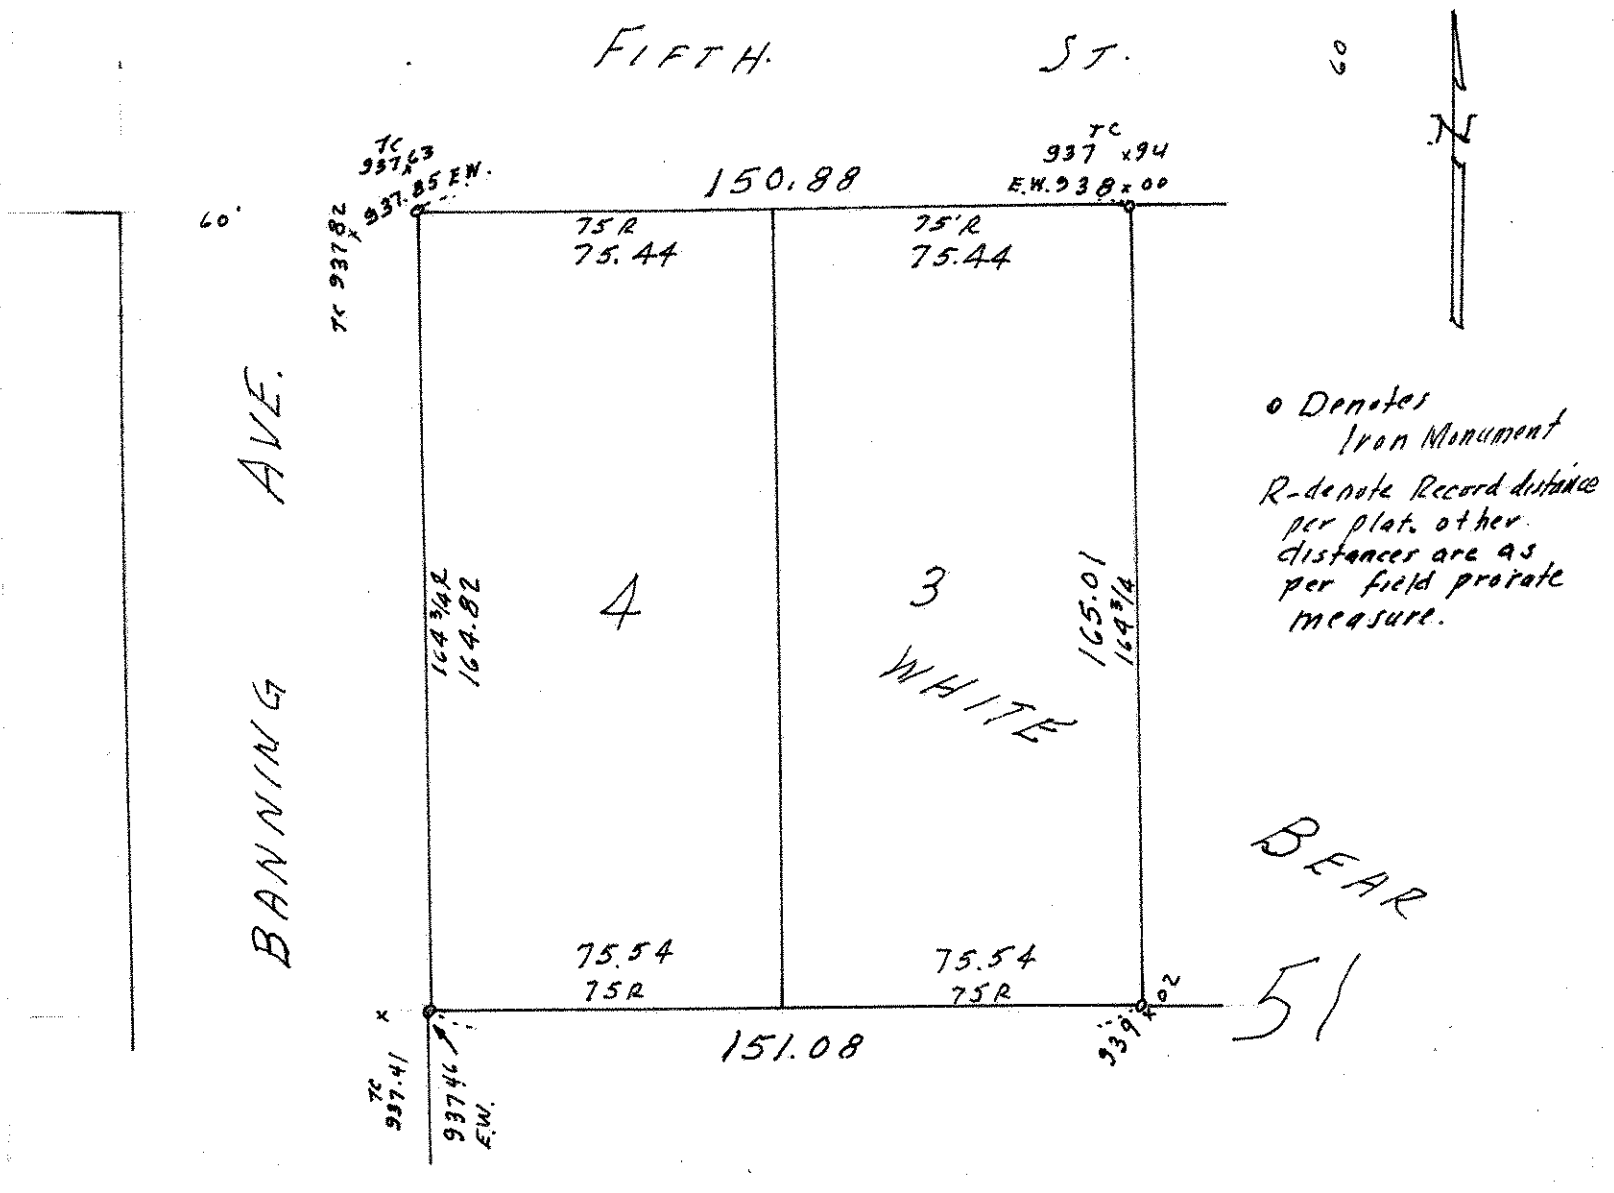 FIFTH. ST.
60
N.
TC
937.63
937.85 E.W.
TC 937.82
60'
150.88
TC
937.94
E.W. 938.00
75 R
75.44
75'R
75.44
AVE.
BANNING
164 3/4 R
164.82
4
3
165.01
164 3/4
WHITE
BEAR
51
o Denotes
Iron Monument
R-denote Record distance
per plat. other
distances are as
per field prorate
measure.
75.54
75 R
75.54
75 R
151.08
939.02
TC
937.41
937.46
E.W.